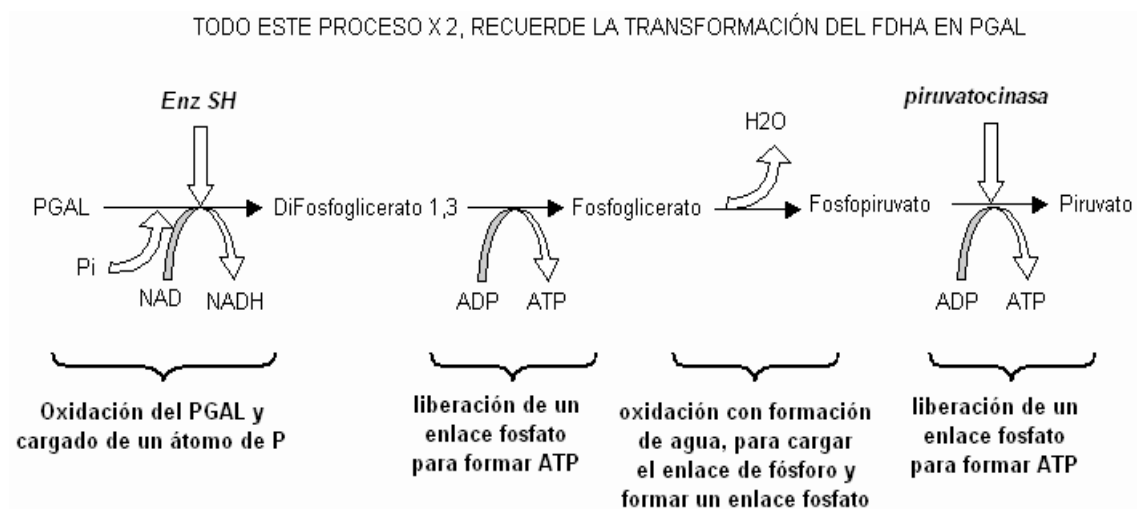 TODO ESTE PROCESO X 2, RECUERDE LA TRANSFORMACIÓN DEL FDHA EN PGAL
Enz SH
piruvatocinasa
H2O
PGAL
DiFosfoglicerato 1,3
Fosfoglicerato
Fosfopiruvato
Piruvato
Pi
NAD
NADH
ADP
ATP
ADP
ATP
Oxidación del PGAL y
cargado de un átomo de P
liberación de un
enlace fosfato
para formar ATP
oxidación con formación
de agua, para cargar
el enlace de fósforo y
formar un enlace fosfato
liberación de un
enlace fosfato
para formar ATP